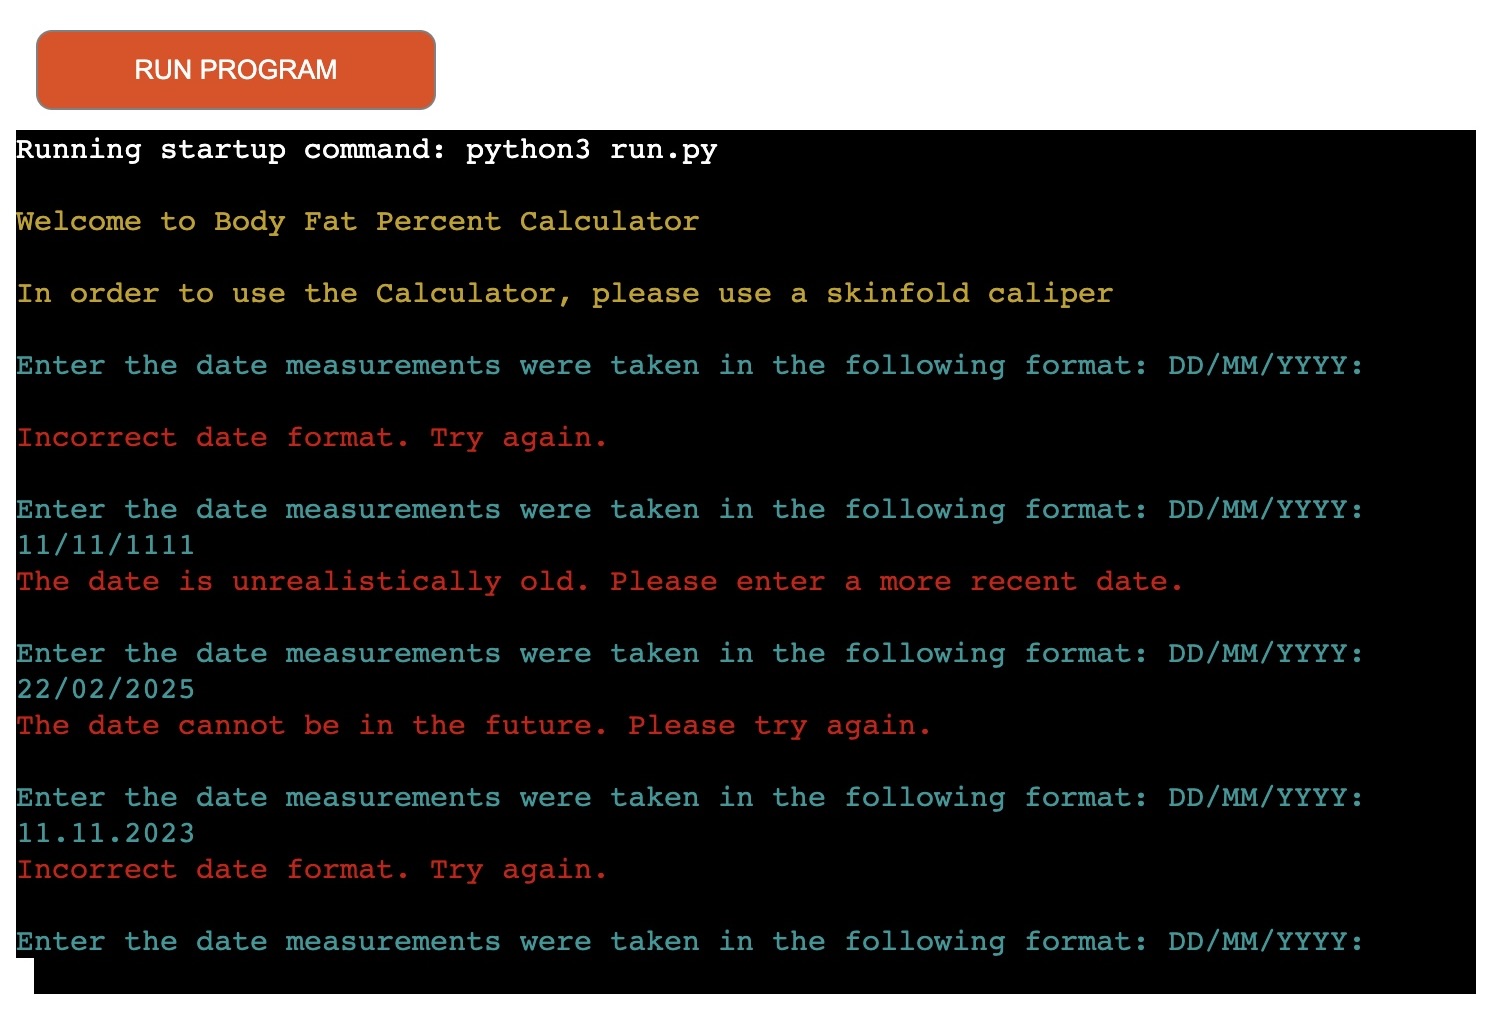 RUN PROGRAM
Running startup command: python3 run.py
Welcome to Body Fat Percent Calculator
In order to use the Calculator, please use a skinfold caliper
Enter the date measurements were taken in the following format: DD/MM/YYYY:
Incorrect date format. Try again.
Enter the date measurements were taken in the following format: DD/MM/YYYY:
11/11/1111
The date is unrealistically old. Please enter a more recent date.
Enter the date measurements were taken in the following format: DD/MM/YYYY:
22/02/2025
The date cannot be in the future. Please try again.
Enter the date measurements were taken in the following format: DD/MM/YYYY:
11.11.2023
Incorrect date format. Try again.
Enter the date measurements were taken in the following format: DD/MM/YYYY: